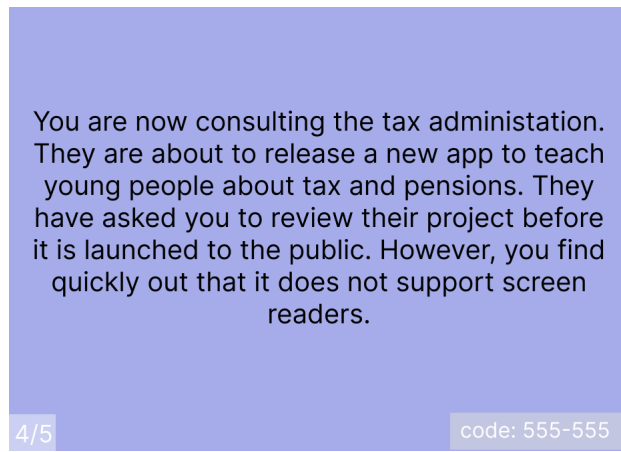 You are now consulting the tax administation.
They are about to release a new app to teach
young people about tax and pensions. They
have asked you to review their project before
it is launched to the public. However, you find
quickly out that it does not support screen
readers.
4/5
code: 555-555